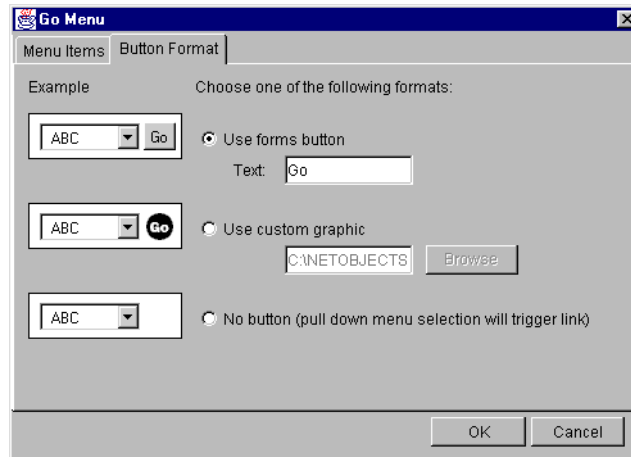 Go Menu
Menu Items Button Format
Example Choose one of the following formats:
ABC Go Use forms button
Text: Go
ABC Go Use custom graphic
C:\NETOBJECTS Browse
ABC No button (pull down menu selection will trigger link)
OK Cancel